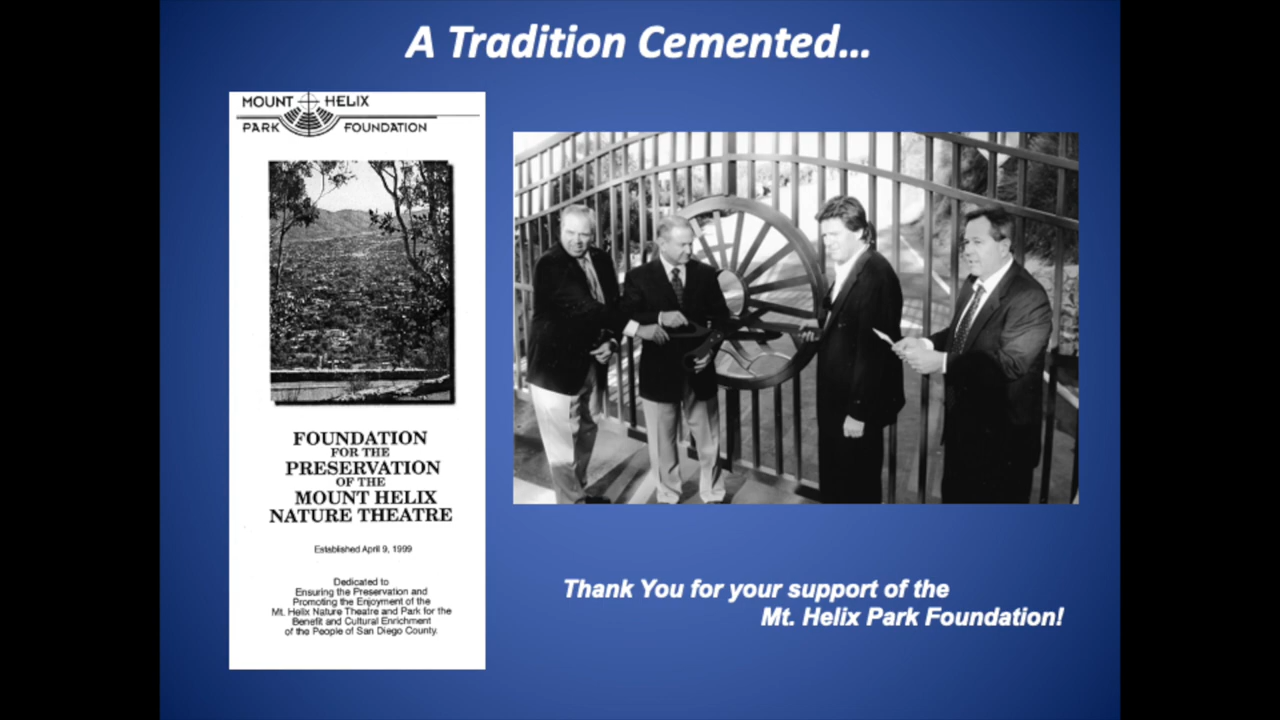 A Tradition Cemented...
MOUNT HELIX
PARK FOUNDATION
FOUNDATION
FOR THE
PRESERVATION
OF THE
MOUNT HELIX
NATURE THEATRE
Established April 9, 1999
Dedicated to
Ensuring the Preservation and
Promoting the Enjoyment of the
Mt. Helix Nature Theatre and Park for the
Benefit and Cultural Enrichment
of the People of San Diego County.
Thank You for your support of the
Mt. Helix Park Foundation!